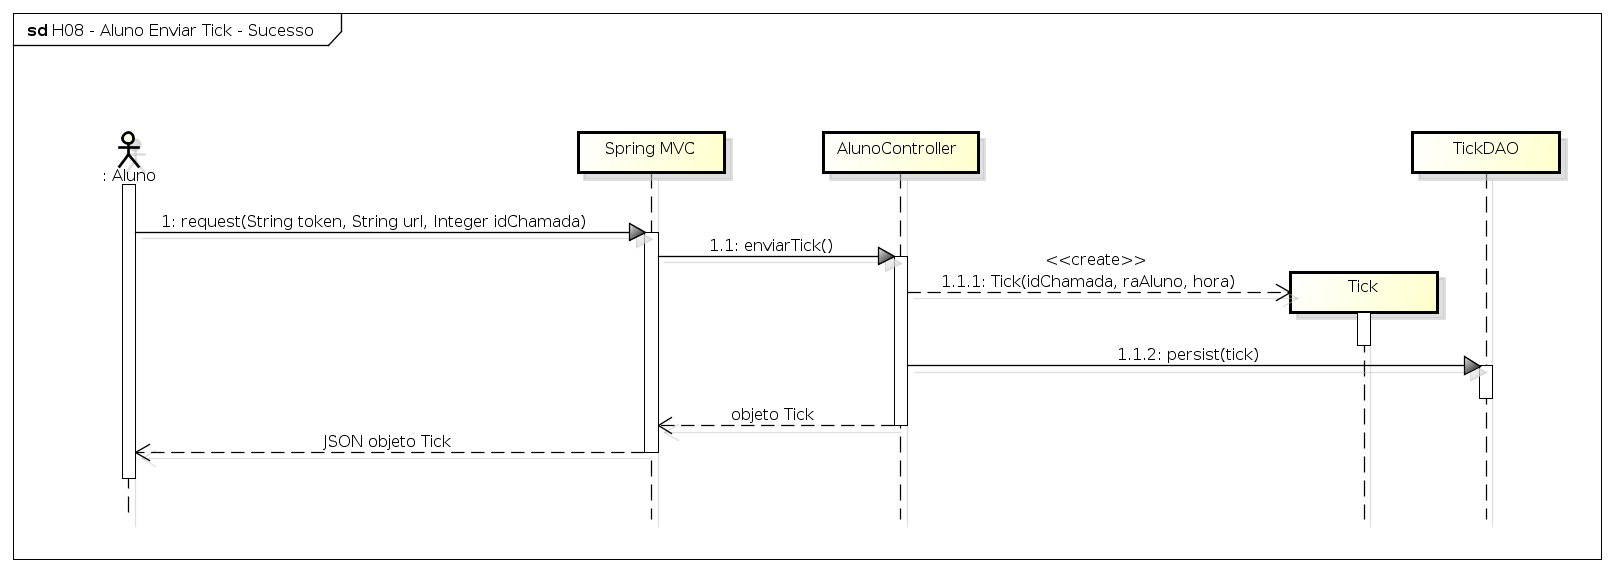 sd H08 - Aluno Enviar Tick - Sucesso
: Aluno
Spring MVC
AlunoController
TickDAO
1: request(String token, String url, Integer idChamada)
1.1: enviarTick()
<<create>>
1.1.1: Tick(idChamada, raAluno, hora)
Tick
1.1.2: persist(tick)
objeto Tick
JSON objeto Tick